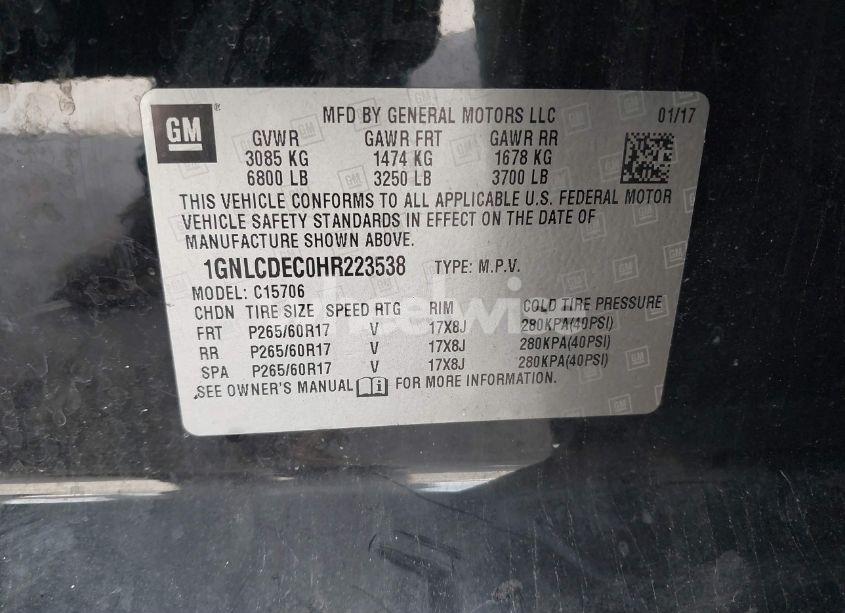 GM
MFD BY GENERAL MOTORS LLC 01/17
GVWR GAWR FRT GAWR RR
3085 KG 1474 KG 1678 KG
6800 LB 3250 LB 3700 LB
THIS VEHICLE CONFORMS TO ALL APPLICABLE U.S. FEDERAL MOTOR
VEHICLE SAFETY STANDARDS IN EFFECT ON THE DATE OF
MANUFACTURE SHOWN ABOVE.
1GNLCDEC0HR223538 TYPE: M.P.V.
MODEL: C15706
CHDN TIRE SIZE SPEED RTG RIM COLD TIRE PRESSURE
FRT P265/60R17 V 17X8J 280KPA(40PSI)
RR P265/60R17 V 17X8J 280KPA(40PSI)
SPA P265/60R17 V 17X8J 280KPA(40PSI)
SEE OWNER'S MANUAL FOR MORE INFORMATION.